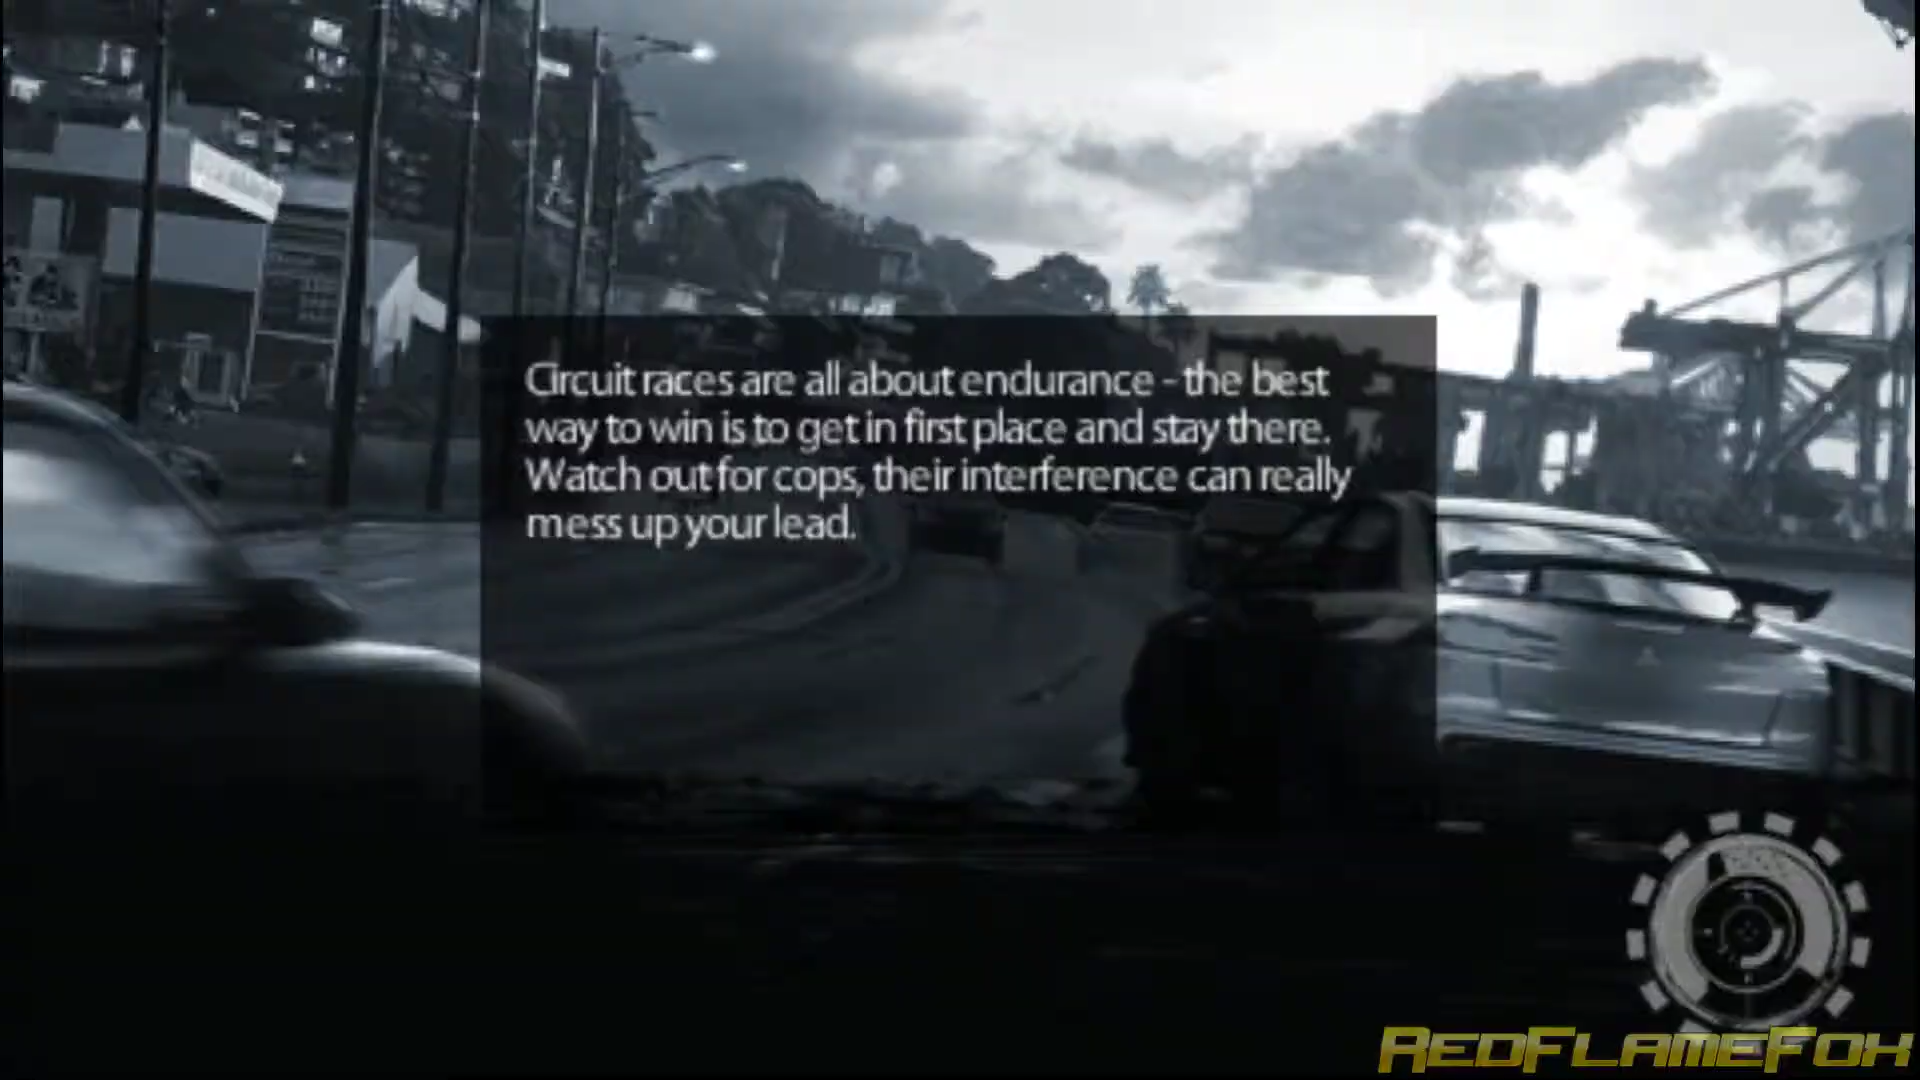 Circuit races are all about endurance - the best
way to win is to get in first place and stay there.
Watch out for cops, their interference can really
mess up your lead.
REDFLAMEFOX